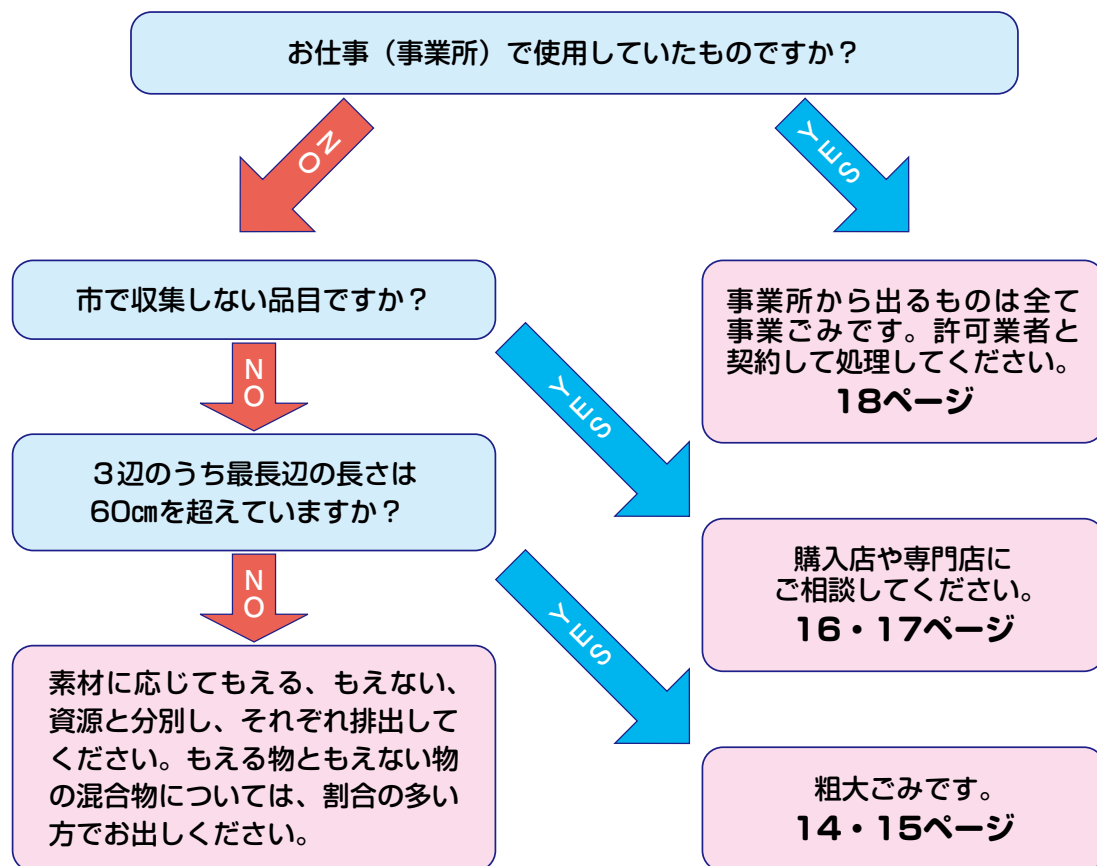 お仕事（事業所）で使用していたものですか？
NO
YES
市で収集しない品目ですか？
事業所から出るものは全て
事業ごみです。許可業者と
契約して処理してください。
18ページ
NO
YES
３辺のうち最長辺の長さは
60㎝を超えていますか？
購入店や専門店に
ご相談してください。
16・17ページ
NO
YES
素材に応じてもえる、もえない、
資源と分別し、それぞれ排出して
ください。もえる物ともえない物
の混合物については、割合の多い
方でお出しください。
粗大ごみです。
14・15ページ